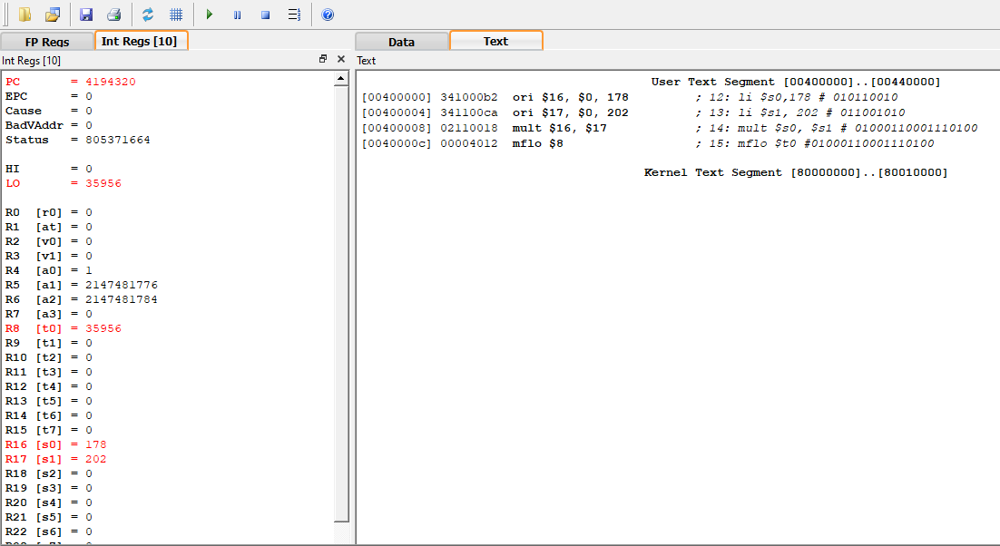 FP Regs
Int Regs [10]
Data
Text
Int Regs [10]
Text
PC = 4194320
EPC = 0
Cause = 0
BadVAddr = 0
Status = 805371664
HI = 0
LO = 35956
R0 [r0] = 0
R1 [at] = 0
R2 [v0] = 0
R3 [v1] = 0
R4 [a0] = 1
R5 [a1] = 2147481776
R6 [a2] = 2147481784
R7 [a3] = 0
R8 [t0] = 35956
R9 [t1] = 0
R10 [t2] = 0
R11 [t3] = 0
R12 [t4] = 0
R13 [t5] = 0
R14 [t6] = 0
R15 [t7] = 0
R16 [s0] = 178
R17 [s1] = 202
R18 [s2] = 0
R19 [s3] = 0
R20 [s4] = 0
R21 [s5] = 0
R22 [s6] = 0
User Text Segment [00400000]..[00440000]
[00400000] 341000b2 ori $16, $0, 178 ; 12: li $s0,178 # 010110010
[00400004] 341100ca ori $17, $0, 202 ; 13: li $s1, 202 # 011001010
[00400008] 02110018 mult $16, $17 ; 14: mult $s0, $s1 # 01000110001110100
[0040000c] 00004012 mflo $8 ; 15: mflo $t0 #01000110001110100
Kernel Text Segment [80000000]..[80010000]